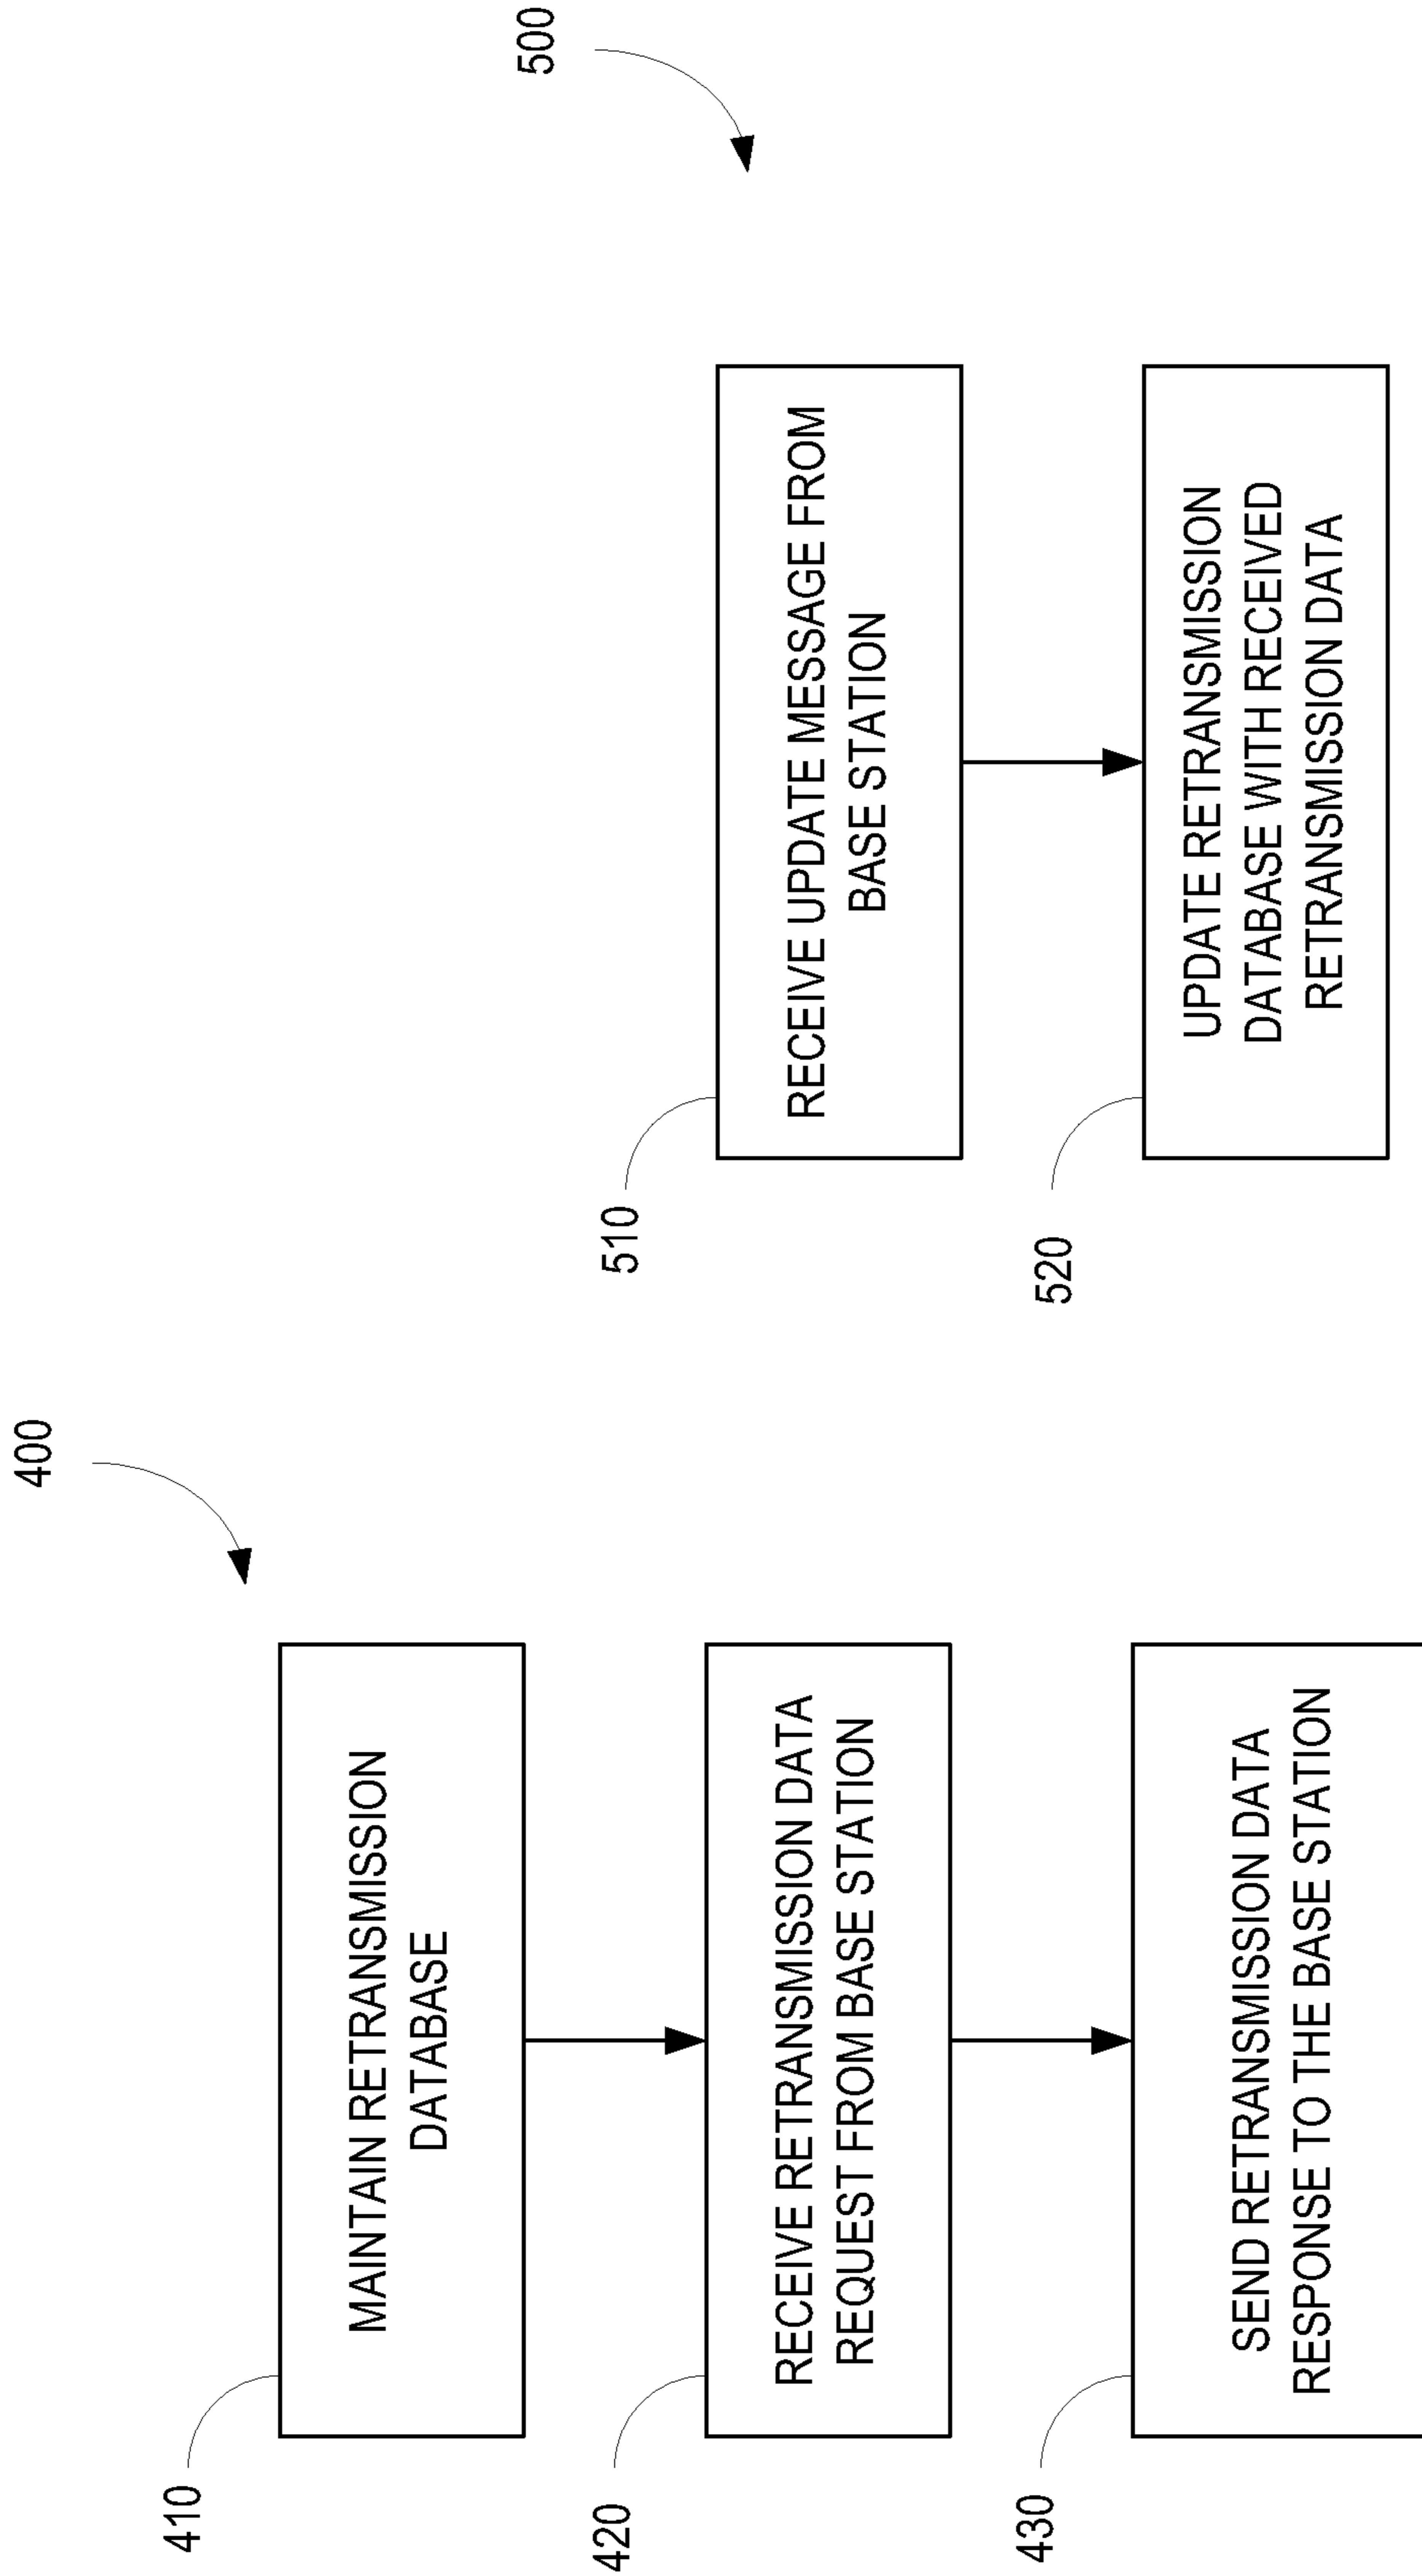 400
410
MAINTAIN RETRANSMISSION
DATABASE
420
RECEIVE RETRANSMISSION DATA
REQUEST FROM BASE STATION
430
SEND RETRANSMISSION DATA
RESPONSE TO THE BASE STATION
500
510
RECEIVE UPDATE MESSAGE FROM
BASE STATION
520
UPDATE RETRANSMISSION
DATABASE WITH RECEIVED
RETRANSMISSION DATA